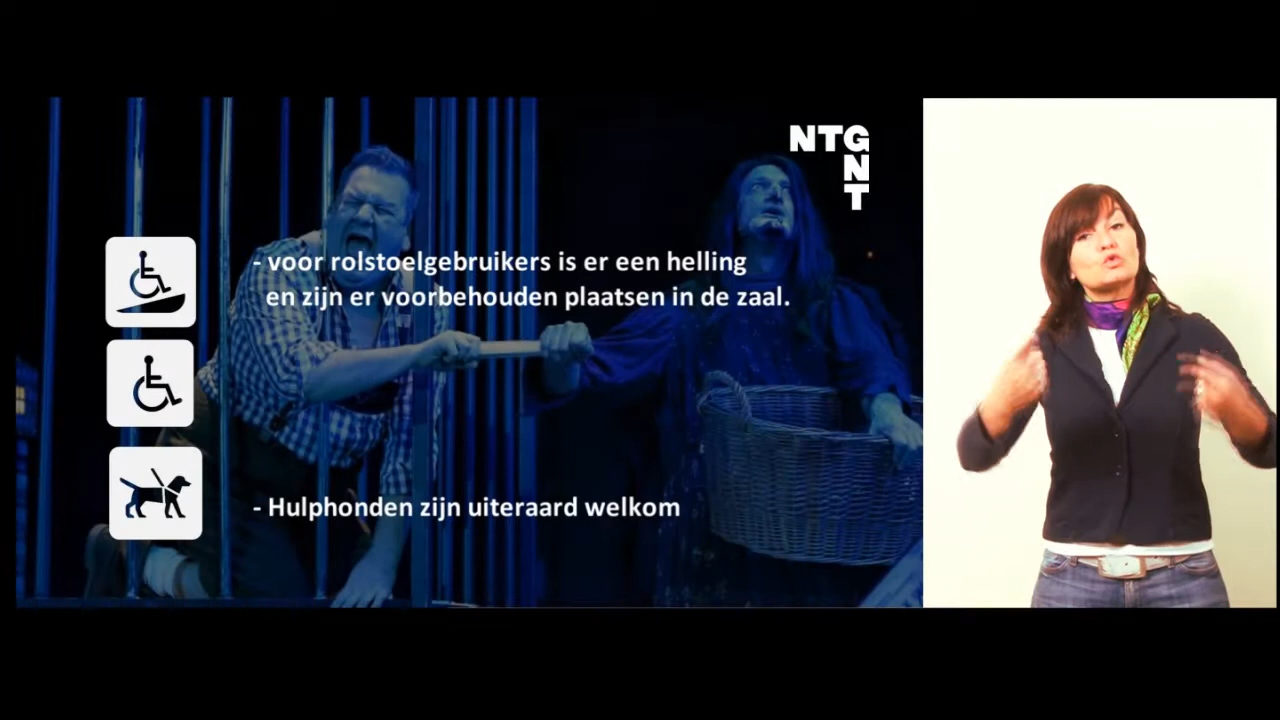 NTG
N
T
- voor rolstoelgebruikers is er een helling
en zijn er voorbehouden plaatsen in de zaal.
- Hulphonden zijn uiteraard welkom